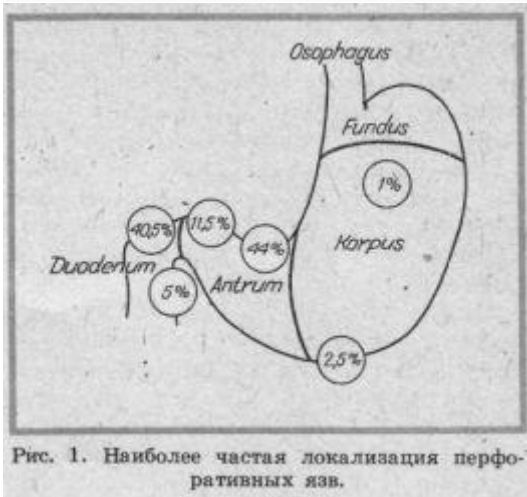 Osophagus
Fundus
1%
40,5%
11,5%
44%
Korpus
Duodenum
5%
Antrum
2,5%
Рис. 1. Наиболее частая локализация перфо-
ративных язв.